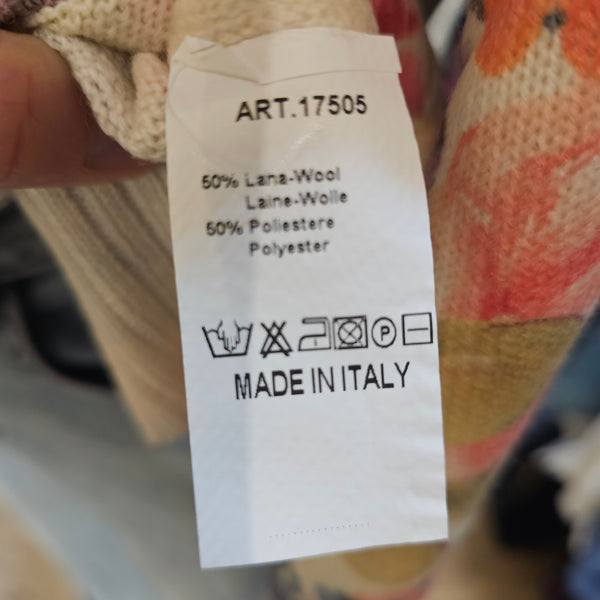 ART.17505
50% Lana-Wool
Laine-Wolle
50% Poliestere
Polyester
P
MADE IN ITALY